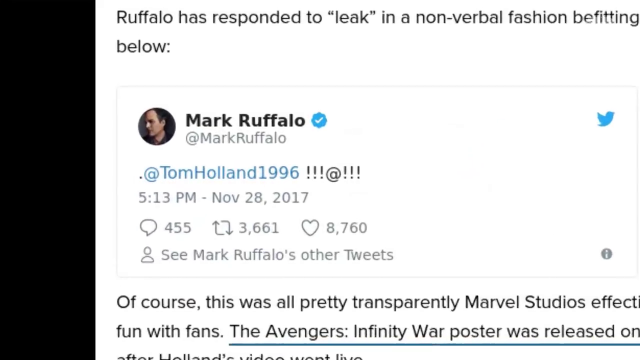 Ruffalo has responded to “leak” in a non-verbal fashion befitting
below:
Mark Ruffalo
@MarkRuffalo
.@TomHolland1996 !!!@!!!
5:13 PM - Nov 28, 2017
455 3,661 8,760
See Mark Ruffalo's other Tweets
Of course, this was all pretty transparently Marvel Studios effecti
fun with fans. The Avengers: Infinity War poster was released on
after Holland’s video went live.